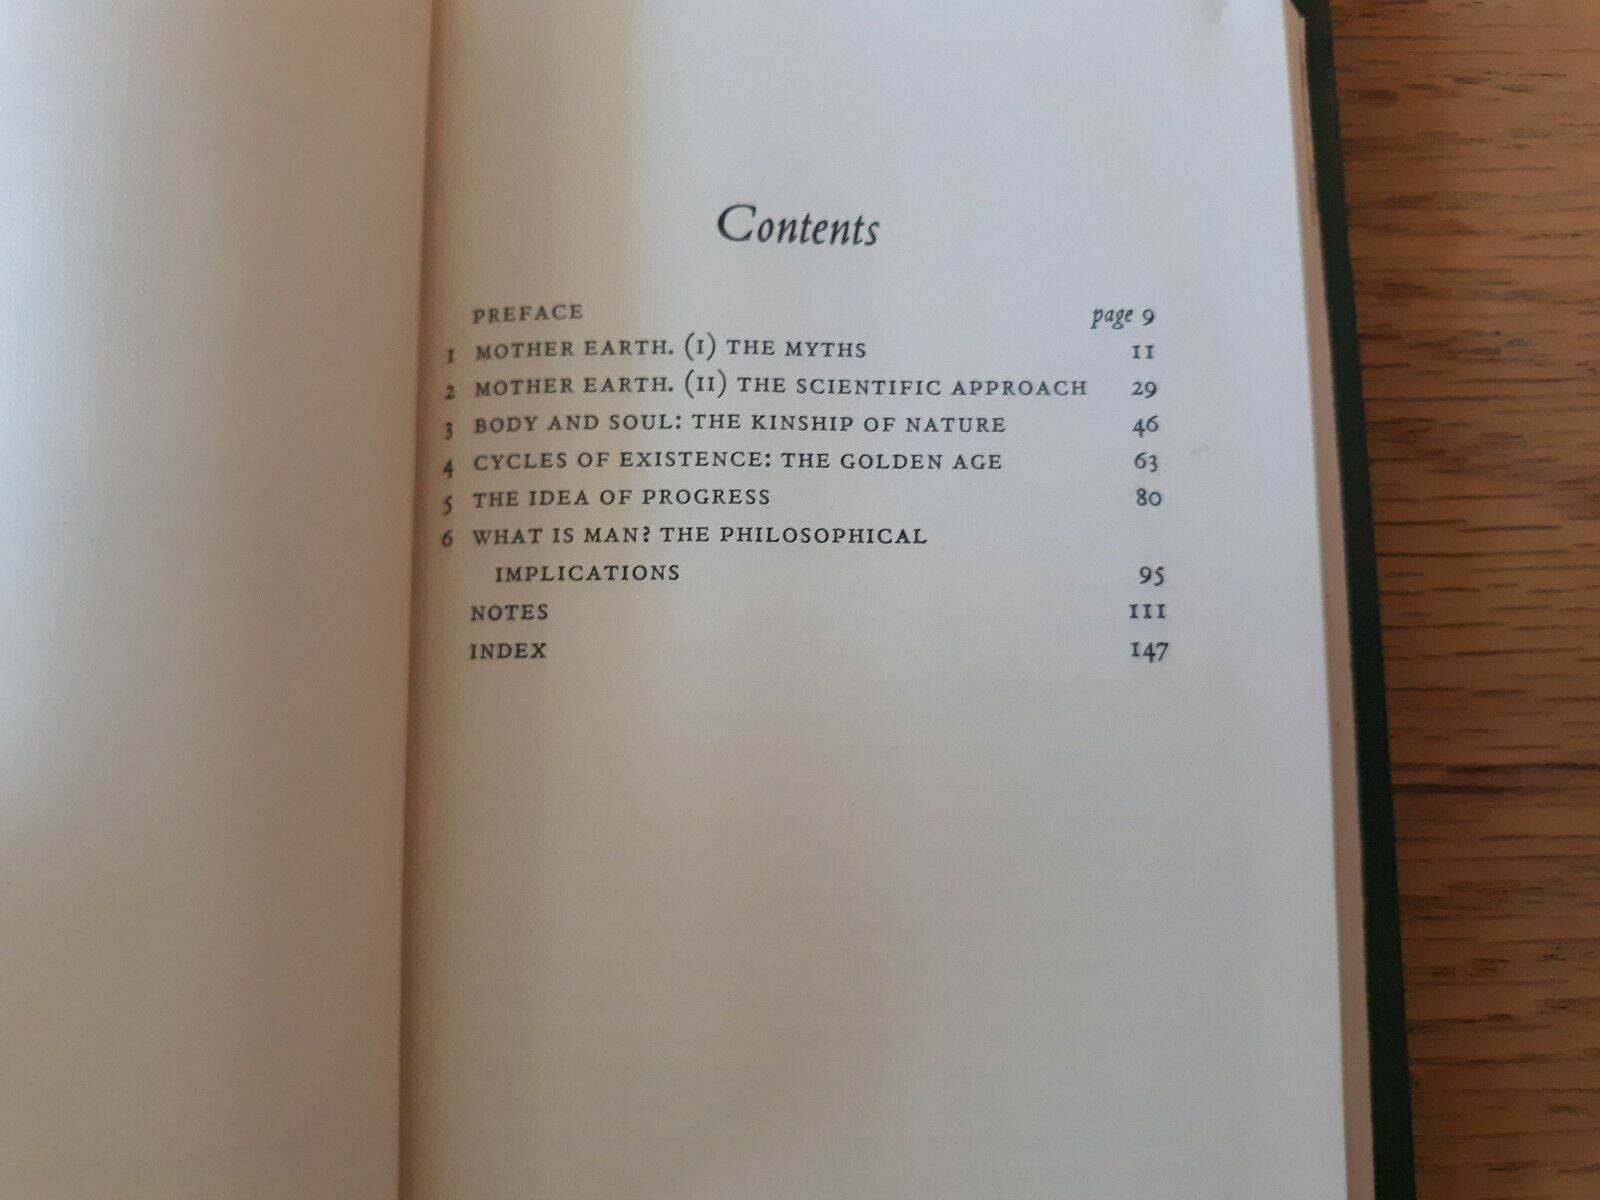 Contents
PREFACE page 9
1 MOTHER EARTH. (I) THE MYTHS 11
2 MOTHER EARTH. (II) THE SCIENTIFIC APPROACH 29
3 BODY AND SOUL: THE KINSHIP OF NATURE 46
4 CYCLES OF EXISTENCE: THE GOLDEN AGE 63
5 THE IDEA OF PROGRESS 80
6 WHAT IS MAN? THE PHILOSOPHICAL
IMPLICATIONS 95
NOTES 111
INDEX 147